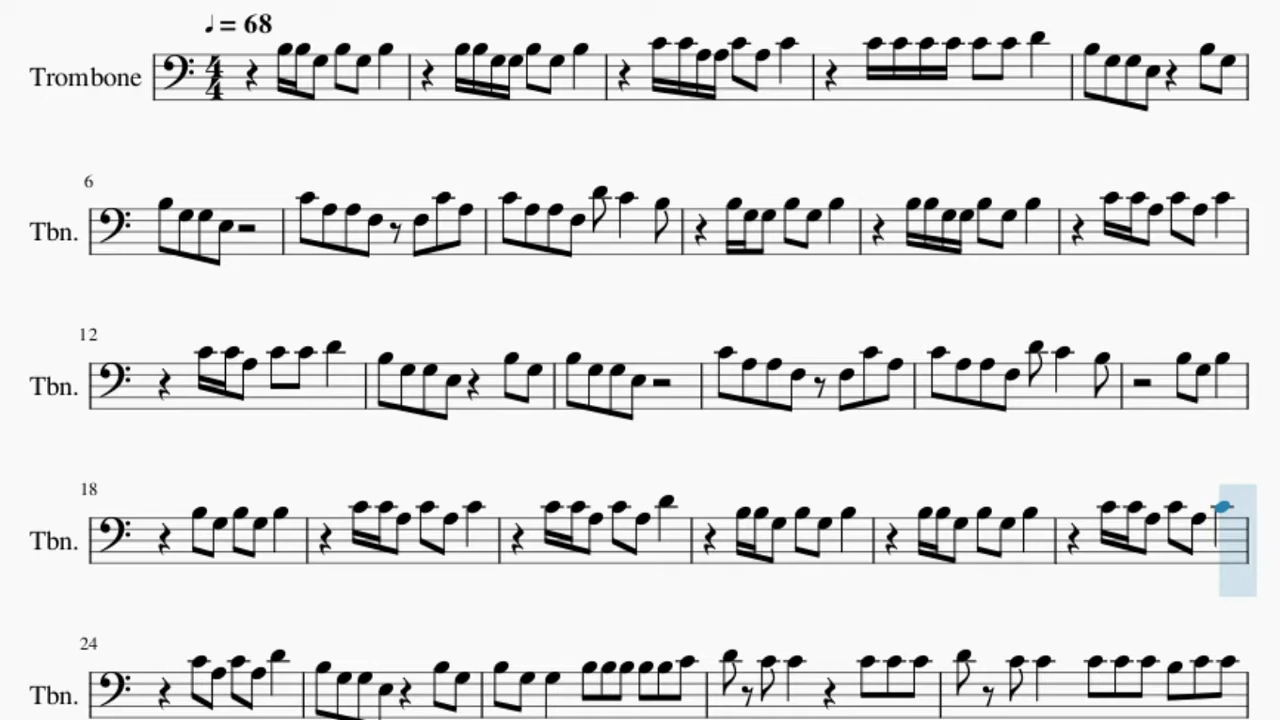 ♩ = 68
Trombone
4
4
6
Tbn.
12
Tbn.
18
Tbn.
24
Tbn.